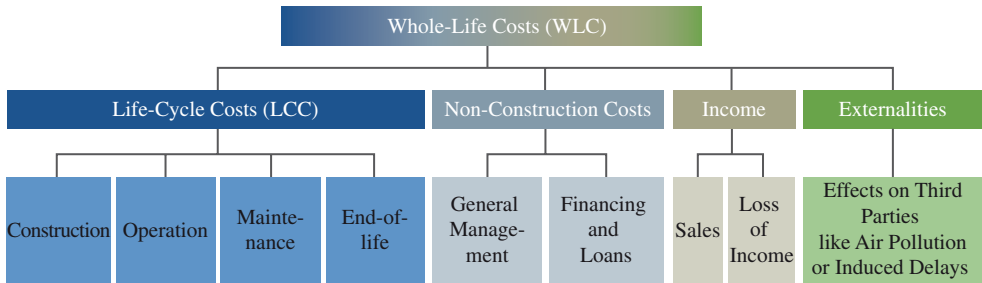 Whole-Life Costs (WLC)
Life-Cycle Costs (LCC)
Non-Construction Costs
Income
Externalities
Construction
Operation
Mainte-
nance
End-of-
life
General
Manage-
ment
Financing
and
Loans
Sales
Loss
of
Income
Effects on Third
Parties
like Air Pollution
or Induced Delays